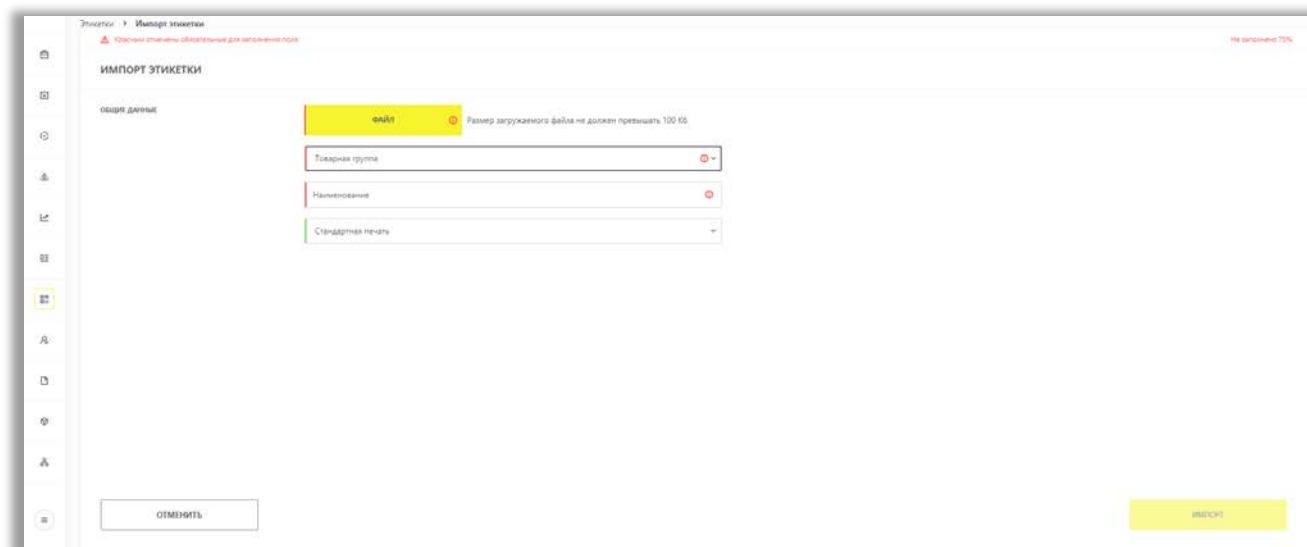 Этикетки › Импорт этикетки
Красным отмечены обязательные для заполнения поля
Не заполнено 75%
ИМПОРТ ЭТИКЕТКИ
ОБЩИЕ ДАННЫЕ
ФАЙЛ
Размер загружаемого файла не должен превышать 100 Кб
Товарная группа
Наименование
Стандартная печать
ОТМЕНИТЬ
ИМПОРТ